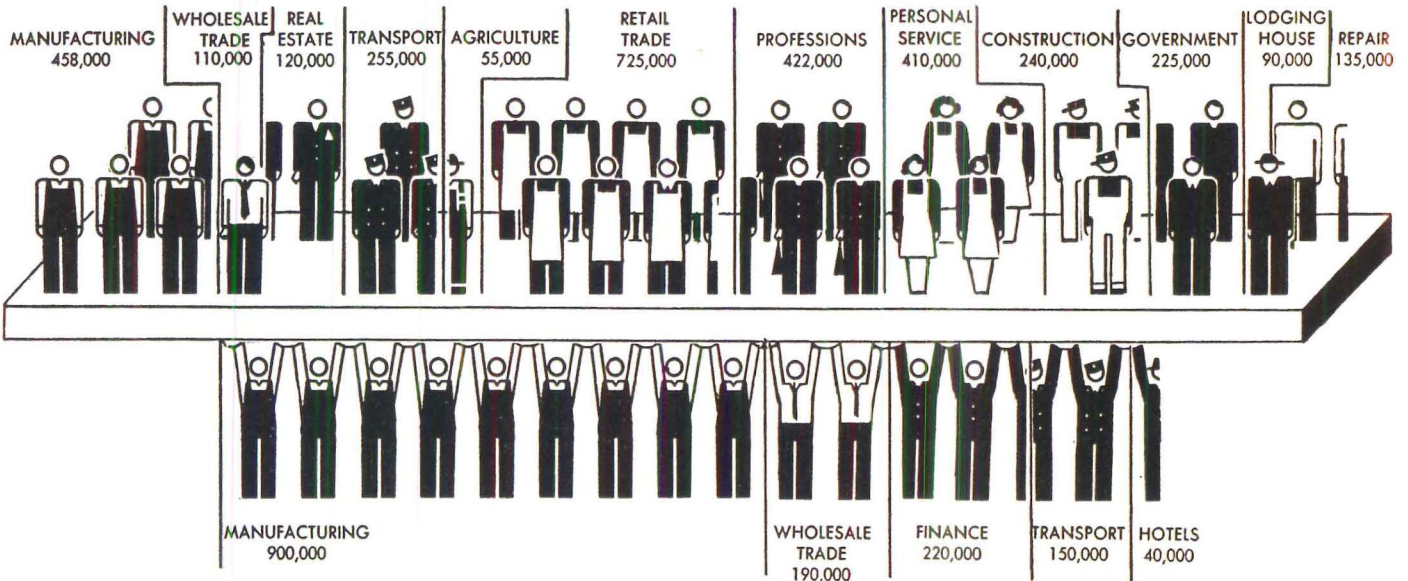 MANUFACTURING
458,000
WHOLESALE
TRADE
110,000
REAL
ESTATE
120,000
TRANSPORT
255,000
AGRICULTURE
55,000
RETAIL
TRADE
725,000
PROFESSIONS
422,000
PERSONAL
SERVICE
410,000
CONSTRUCTION
240,000
GOVERNMENT
225,000
LODGING
HOUSE
90,000
REPAIR
135,000
MANUFACTURING
900,000
WHOLESALE
TRADE
190,000
FINANCE
220,000
TRANSPORT
150,000
HOTELS
40,000